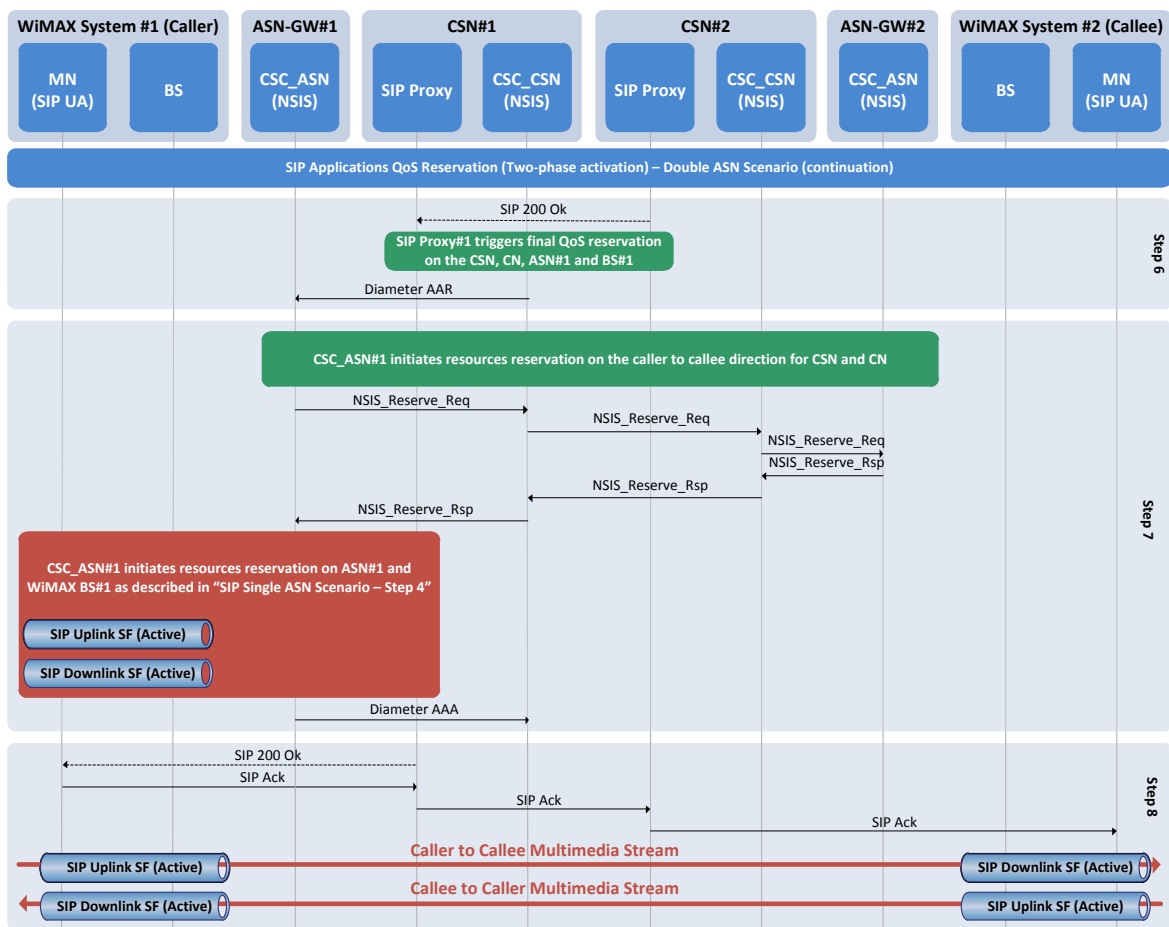 WiMAX System #1 (Caller)
ASN-GW#1
CSN#1
CSN#2
ASN-GW#2
WiMAX System #2 (Callee)
MN
(SIP UA)
BS
CSC_ASN
(NSIS)
SIP Proxy
CSC_CSN
(NSIS)
SIP Proxy
CSC_CSN
(NSIS)
CSC_ASN
(NSIS)
BS
MN
(SIP UA)
SIP Applications QoS Reservation (Two-phase activation) – Double ASN Scenario (continuation)
SIP 200 Ok
SIP Proxy#1 triggers final QoS reservation
on the CSN, CN, ASN#1 and BS#1
Diameter AAR
Step 6
CSC_ASN#1 initiates resources reservation on the caller to callee direction for CSN and CN
NSIS_Reserve_Req
NSIS_Reserve_Req
NSIS_Reserve_Req
NSIS_Reserve_Rsp
NSIS_Reserve_Rsp
NSIS_Reserve_Rsp
Step 7
CSC_ASN#1 initiates resources reservation on ASN#1 and
WiMAX BS#1 as described in “SIP Single ASN Scenario – Step 4”
SIP Uplink SF (Active)
SIP Downlink SF (Active)
Diameter AAA
SIP 200 Ok
SIP Ack
SIP Ack
SIP Ack
Step 8
Caller to Callee Multimedia Stream
SIP Uplink SF (Active)
SIP Downlink SF (Active)
Callee to Caller Multimedia Stream
SIP Downlink SF (Active)
SIP Uplink SF (Active)